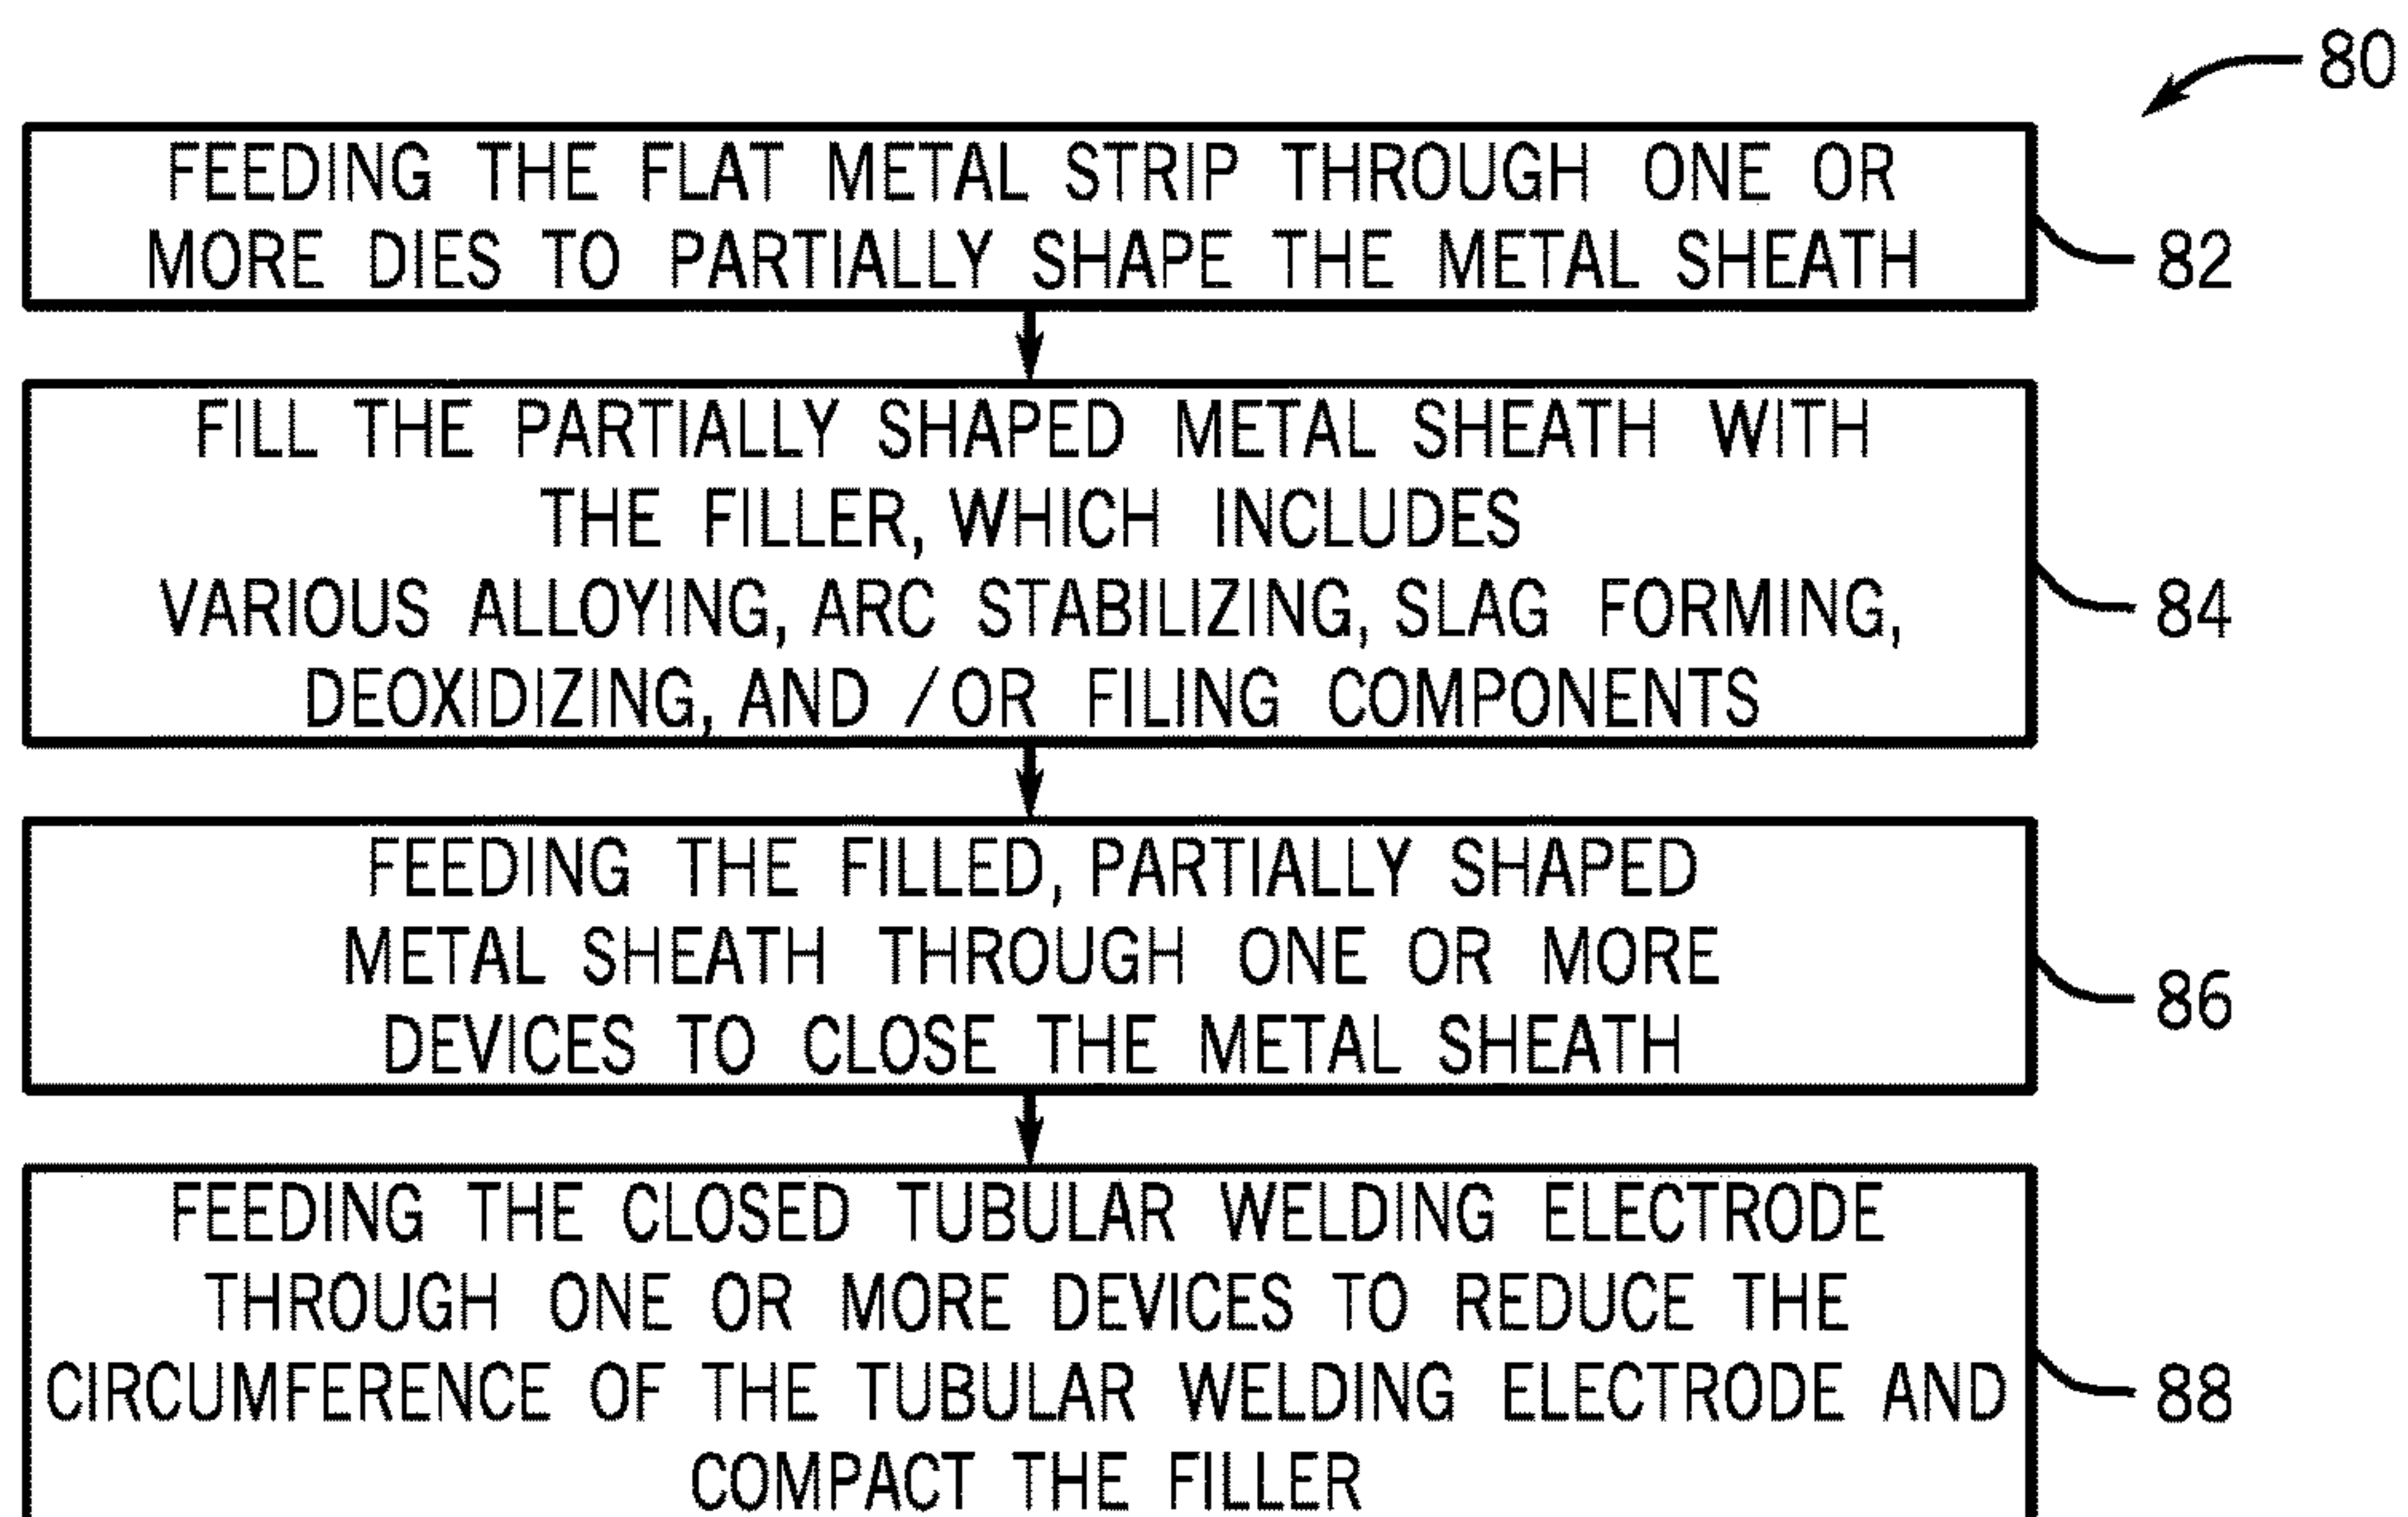 80
FEEDING THE FLAT METAL STRIP THROUGH ONE OR
MORE DIES TO PARTIALLY SHAPE THE METAL SHEATH
82
FILL THE PARTIALLY SHAPED METAL SHEATH WITH
THE FILLER, WHICH INCLUDES
VARIOUS ALLOYING, ARC STABILIZING, SLAG FORMING,
DEOXIDIZING, AND /OR FILING COMPONENTS
84
FEEDING THE FILLED, PARTIALLY SHAPED
METAL SHEATH THROUGH ONE OR MORE
DEVICES TO CLOSE THE METAL SHEATH
86
FEEDING THE CLOSED TUBULAR WELDING ELECTRODE
THROUGH ONE OR MORE DEVICES TO REDUCE THE
CIRCUMFERENCE OF THE TUBULAR WELDING ELECTRODE AND
COMPACT THE FILLER
88